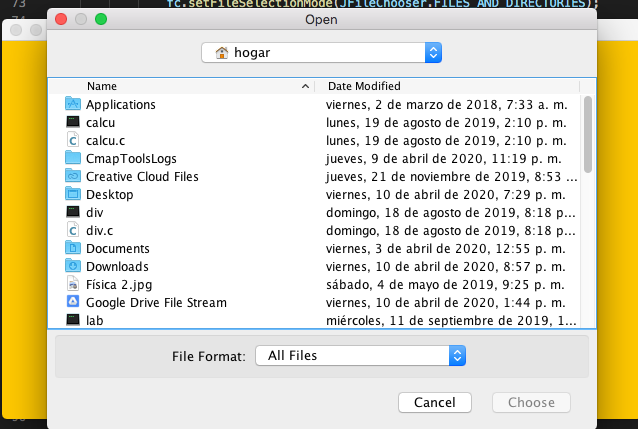 73 fc.setFileSelectionMode(JFileChooser.FILES_AND_DIRECTORIES);
74
Open
hogar
Name Date Modified
Applications viernes, 2 de marzo de 2018, 7:33 a. m.
calcu lunes, 19 de agosto de 2019, 2:10 p. m.
calcu.c lunes, 19 de agosto de 2019, 2:10 p. m.
CmapToolsLogs jueves, 9 de abril de 2020, 11:19 p. m.
Creative Cloud Files jueves, 21 de noviembre de 2019, 8:53 ...
Desktop viernes, 10 de abril de 2020, 7:29 p. m.
div domingo, 18 de agosto de 2019, 8:18 p...
div.c domingo, 18 de agosto de 2019, 8:18 p...
Documents viernes, 3 de abril de 2020, 12:55 p. m.
Downloads viernes, 10 de abril de 2020, 8:57 p. m.
Física 2.jpg sábado, 4 de mayo de 2019, 9:25 p. m.
Google Drive File Stream viernes, 10 de abril de 2020, 1:44 p. m.
lab miércoles, 11 de septiembre de 2019, 1...
File Format: All Files
Cancel Choose